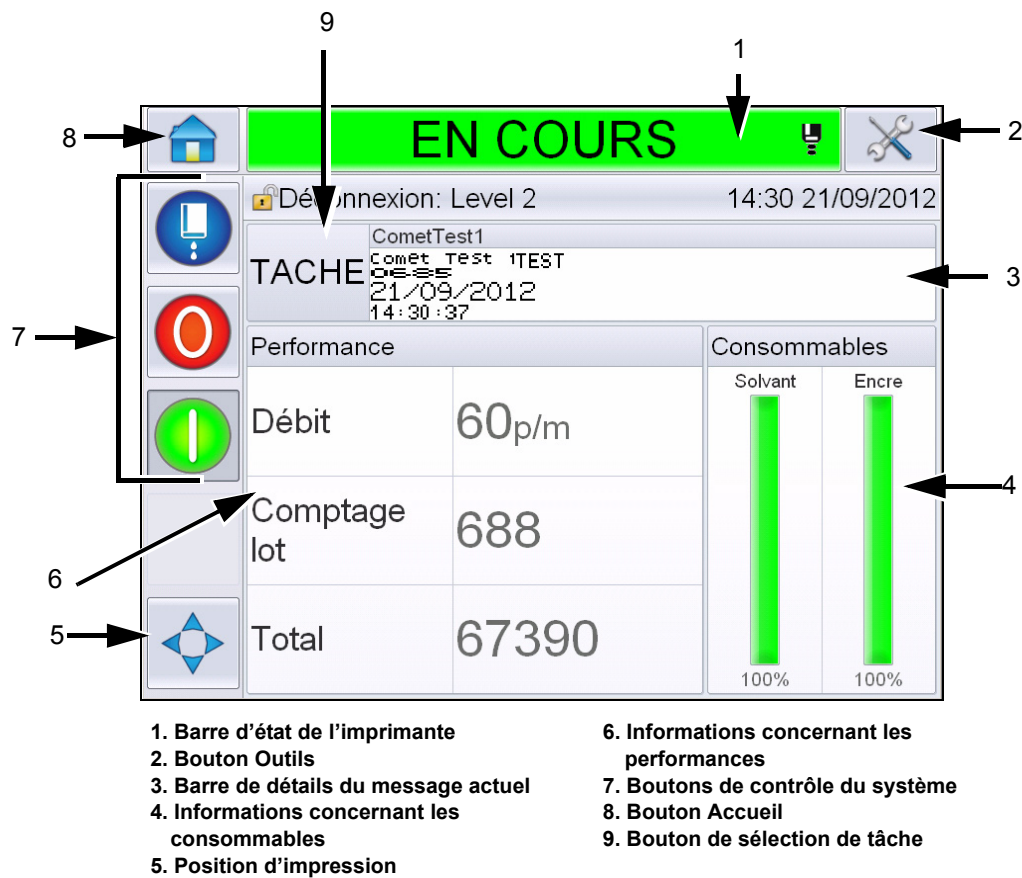 9
1
8
EN COURS
2
Déconnexion: Level 2
14:30 21/09/2012
CometTest1
TACHE
Comet Test 1TEST
21/09/2012
14:30:37
3
7
Performance
Consommables
Solvant
Encre
Débit
60p/m
4
Comptage
lot
688
6
5
Total
67390
100%
100%
1. Barre d’état de l’imprimante
2. Bouton Outils
3. Barre de détails du message actuel
4. Informations concernant les
consommables
5. Position d’impression
6. Informations concernant les
performances
7. Boutons de contrôle du système
8. Bouton Accueil
9. Bouton de sélection de tâche